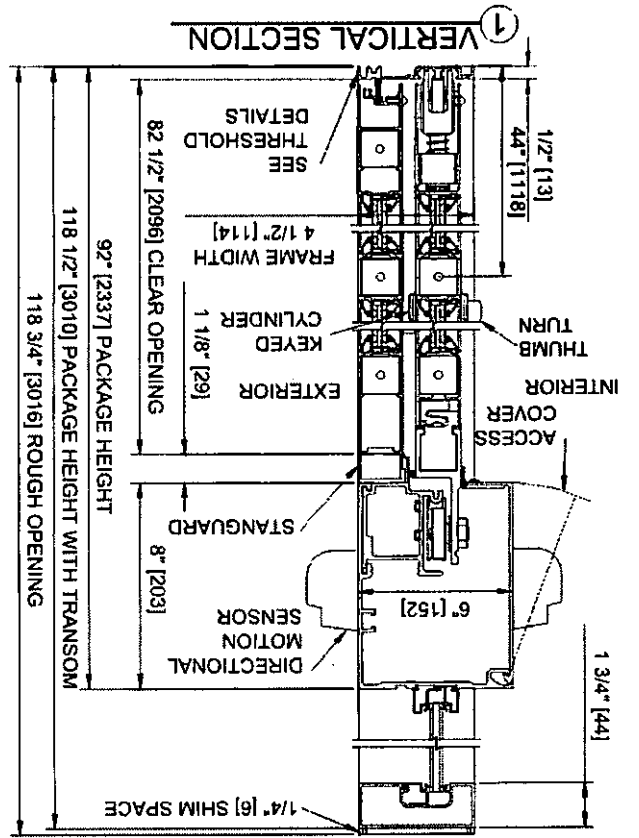 1/4" [6] SHIM SPACE
1 3/4" [44]
DIRECTIONAL
MOTION
SENSOR
6" [152]
8" [203]
STANGUARD
ACCESS
COVER
INTERIOR
EXTERIOR
1 1/8" [29]
THUMB
TURN
KEYED
CYLINDER
FRAME WIDTH
4 1/2" [114]
SEE
THRESHOLD
DETAILS
44" [1118]
1/2" [13]
82 1/2" [2096] CLEAR OPENING
92" [2337] PACKAGE HEIGHT
118 1/2" [3010] PACKAGE HEIGHT WITH TRANSOM
118 3/4" [3016] ROUGH OPENING
1 VERTICAL SECTION